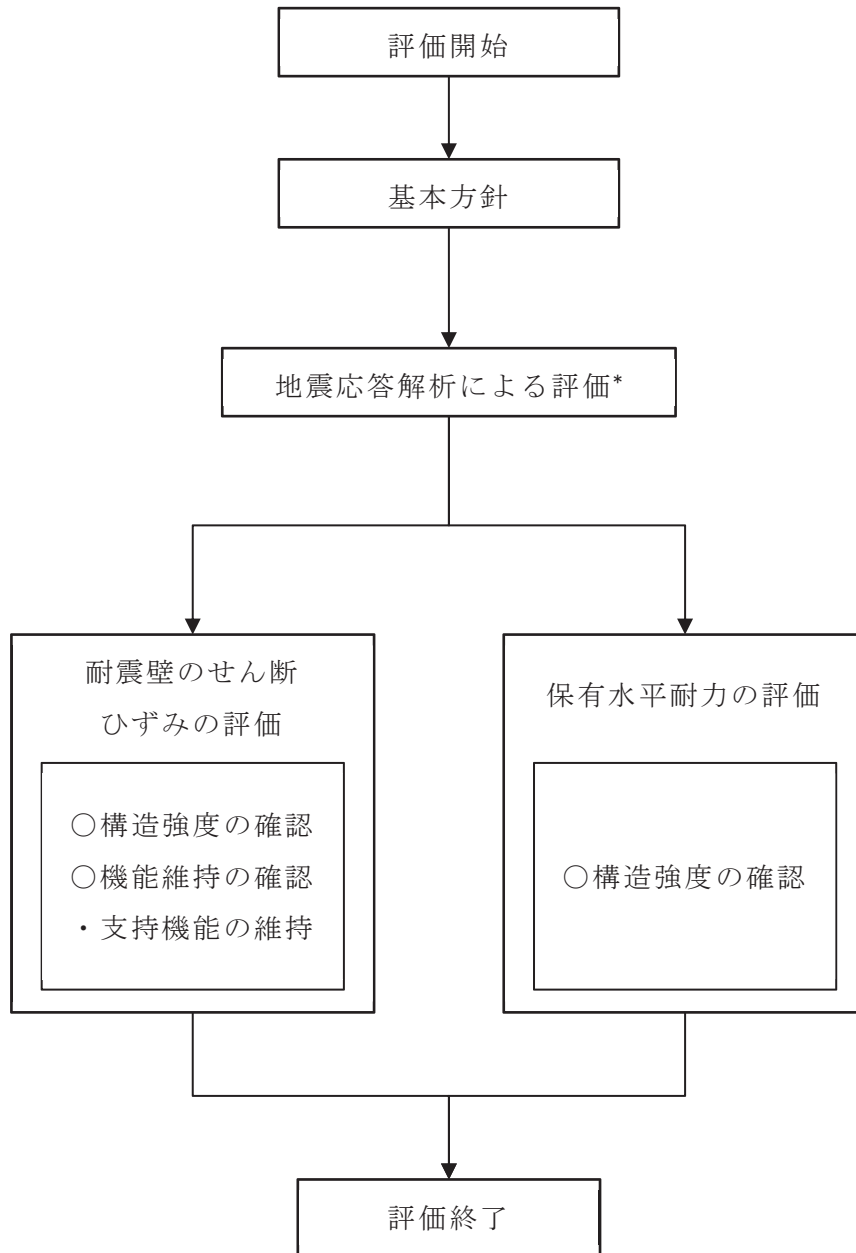 評価開始
基本方針
地震応答解析による評価*
耐震壁のせん断
ひずみの評価
○構造強度の確認
○機能維持の確認
・支持機能の維持
保有水平耐力の評価
○構造強度の確認
評価終了